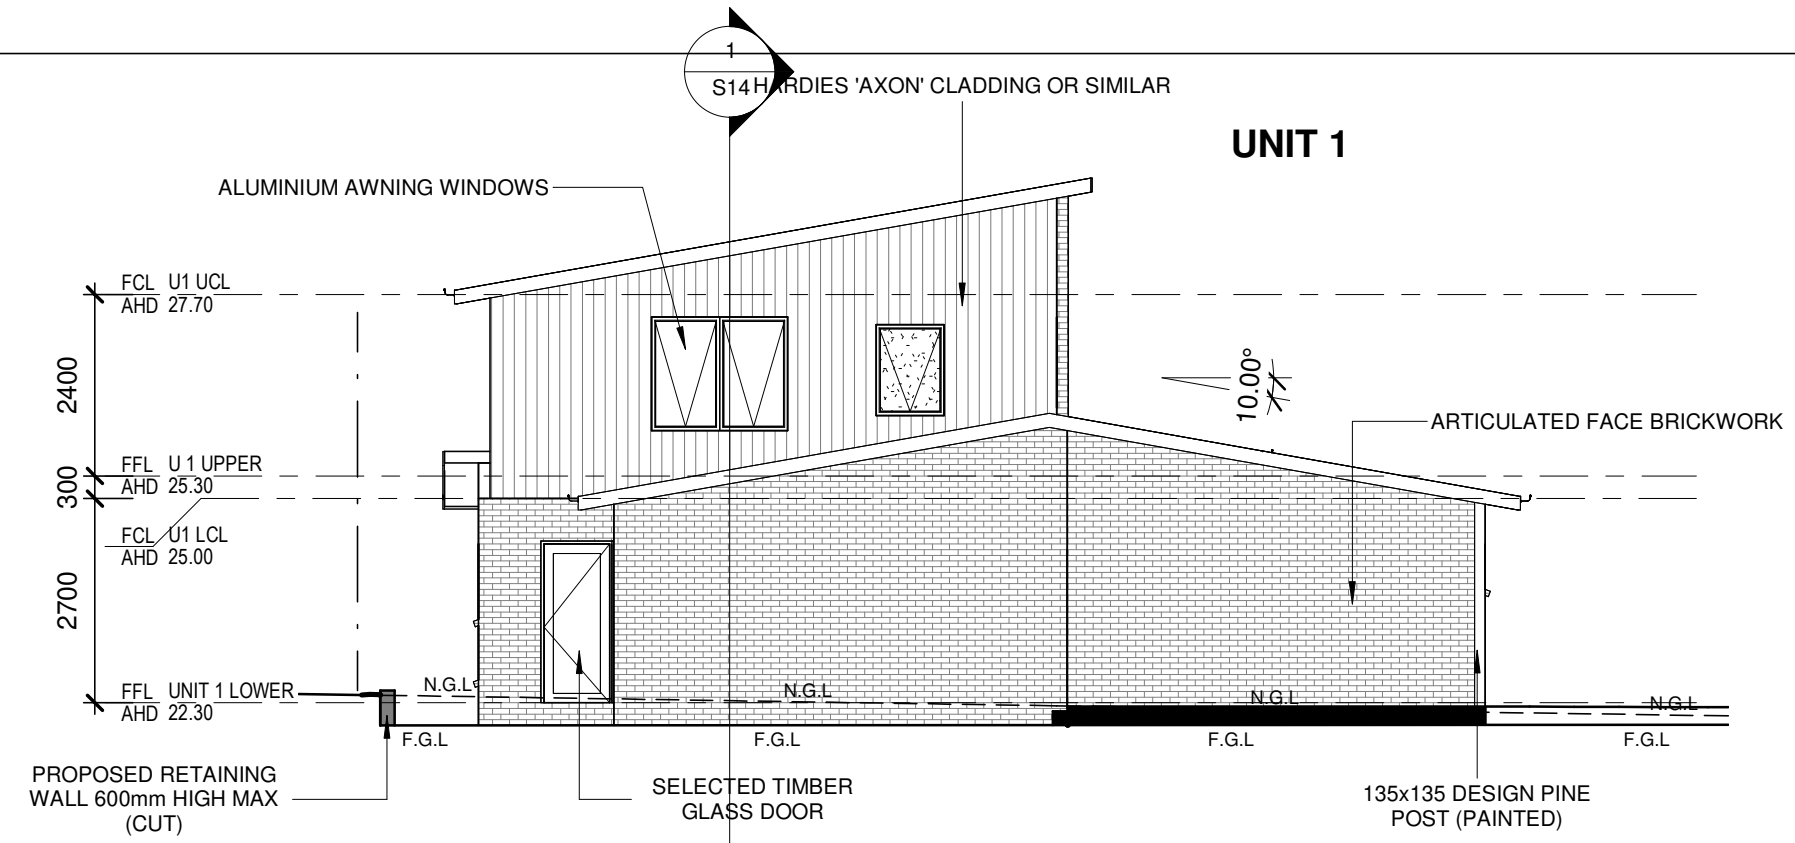 1
S14
HARDIES 'AXON' CLADDING OR SIMILAR
UNIT 1
ALUMINIUM AWNING WINDOWS
FCL U1 UCL
AHD 27.70
2400
10.00°
ARTICULATED FACE BRICKWORK
FFL U 1 UPPER
AHD 25.30
300
FCL U1 LCL
AHD 25.00
2700
FFL UNIT 1 LOWER
AHD 22.30
N.G.L
N.G.L
N.G.L
N.G.L
F.G.L
F.G.L
F.G.L
F.G.L
PROPOSED RETAINING
WALL 600mm HIGH MAX
(CUT)
SELECTED TIMBER
GLASS DOOR
135x135 DESIGN PINE
POST (PAINTED)